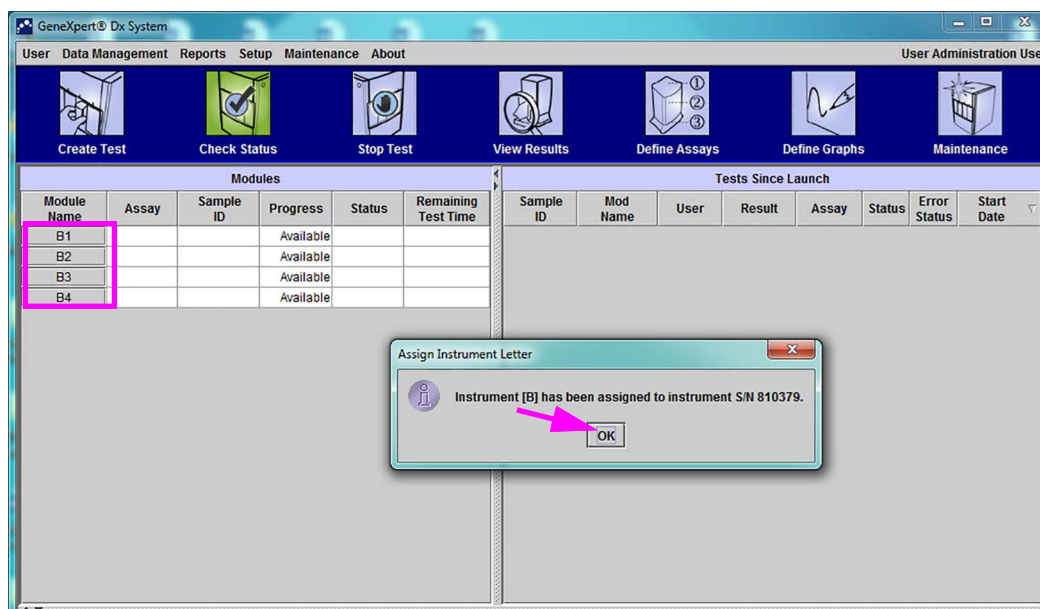 GeneXpert® Dx System
User Data Management Reports Setup Maintenance About User Administration Use
Create Test Check Status Stop Test View Results Define Assays Define Graphs Maintenance
① ② ③
Modules Tests Since Launch
Module Name Assay Sample ID Progress Status Remaining Test Time Sample ID Mod Name User Result Assay Status Error Status Start Date
B1 Available
B2 Available
B3 Available
B4 Available
Assign Instrument Letter
Instrument [B] has been assigned to instrument S/N 810379.
OK